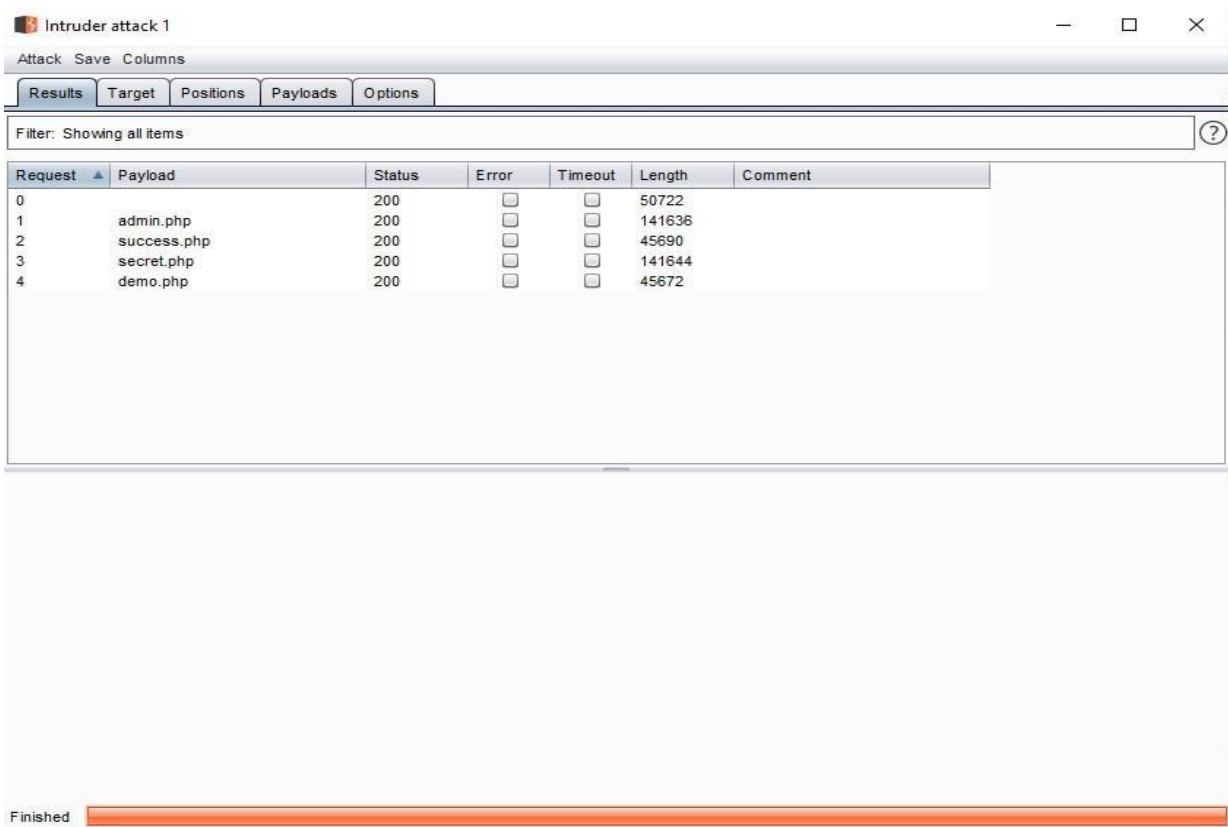 Intruder attack 1
Attack Save Columns
Results Target Positions Payloads Options
Filter: Showing all items ?
Request Payload Status Error Timeout Length Comment
0 200 50722
1 admin.php 200 141636
2 success.php 200 45690
3 secret.php 200 141644
4 demo.php 200 45672
Finished